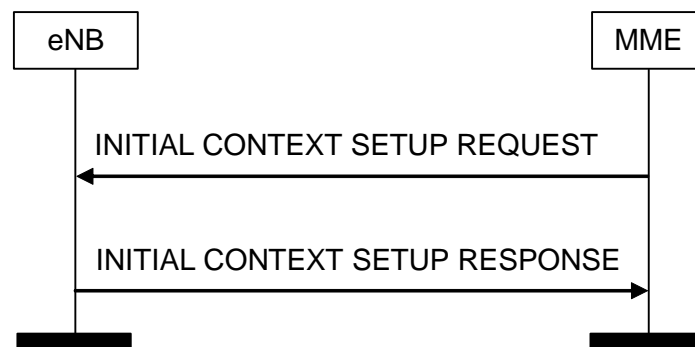 eNB
MME
INITIAL CONTEXT SETUP REQUEST
INITIAL CONTEXT SETUP RESPONSE